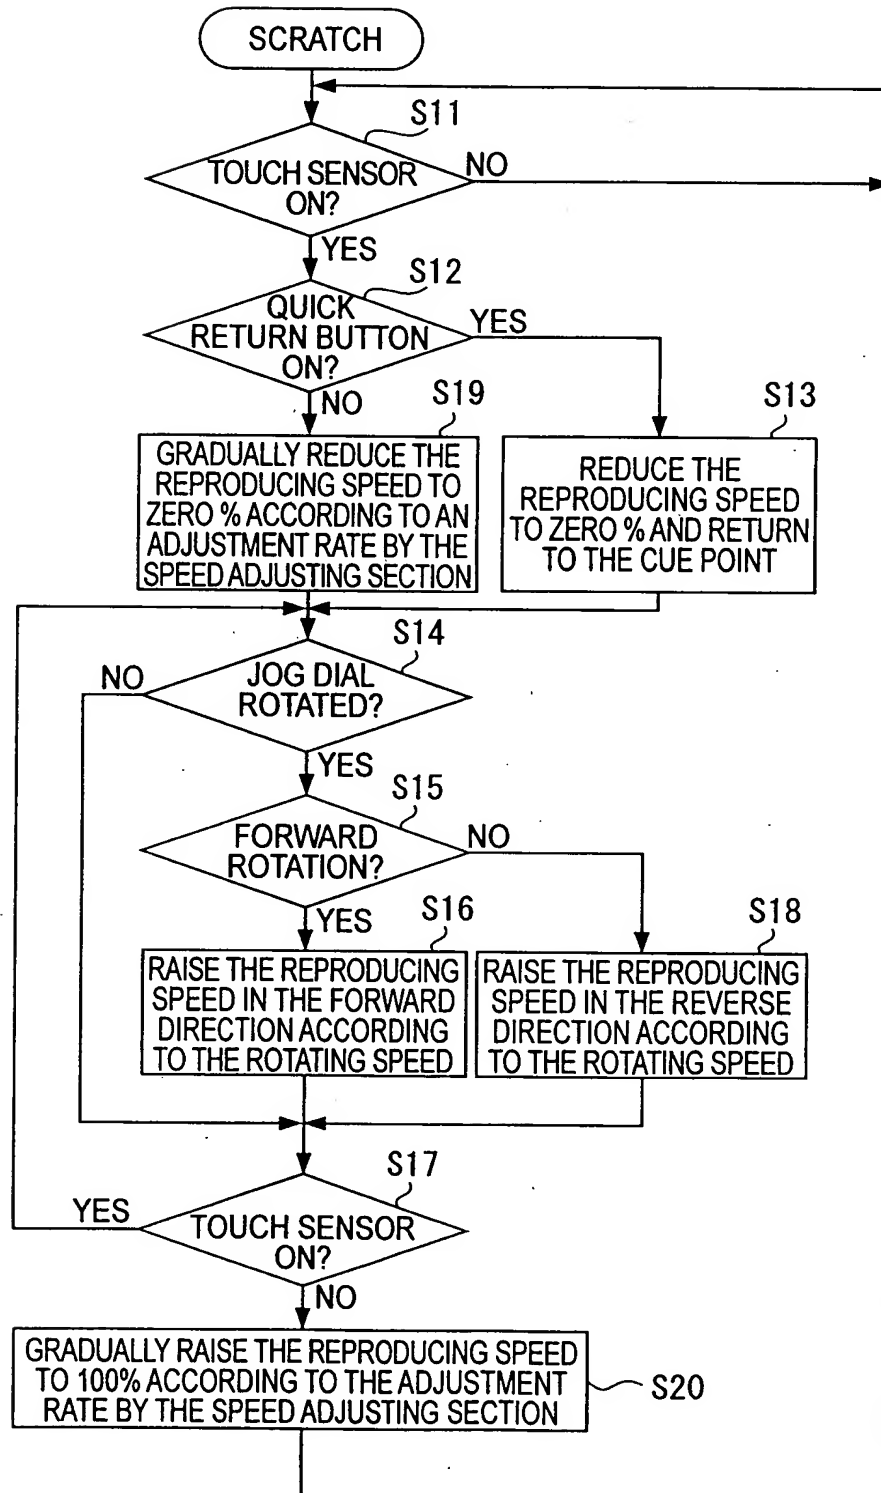 SCRATCH
S11
TOUCH SENSOR
ON?
NO
YES
S12
QUICK
RETURN BUTTON
ON?
YES
NO
S19
GRADUALLY REDUCE THE
REPRODUCING SPEED TO
ZERO % ACCORDING TO AN
ADJUSTMENT RATE BY THE
SPEED ADJUSTING SECTION
S13
REDUCE THE
REPRODUCING SPEED
TO ZERO % AND RETURN
TO THE CUE POINT
S14
JOG DIAL
ROTATED?
NO
YES
S15
FORWARD
ROTATION?
NO
YES
S16
RAISE THE REPRODUCING
SPEED IN THE FORWARD
DIRECTION ACCORDING
TO THE ROTATING SPEED
S18
RAISE THE REPRODUCING
SPEED IN THE REVERSE
DIRECTION ACCORDING
TO THE ROTATING SPEED
S17
YES
TOUCH SENSOR
ON?
NO
GRADUALLY RAISE THE REPRODUCING SPEED
TO 100% ACCORDING TO THE ADJUSTMENT
RATE BY THE SPEED ADJUSTING SECTION
S20